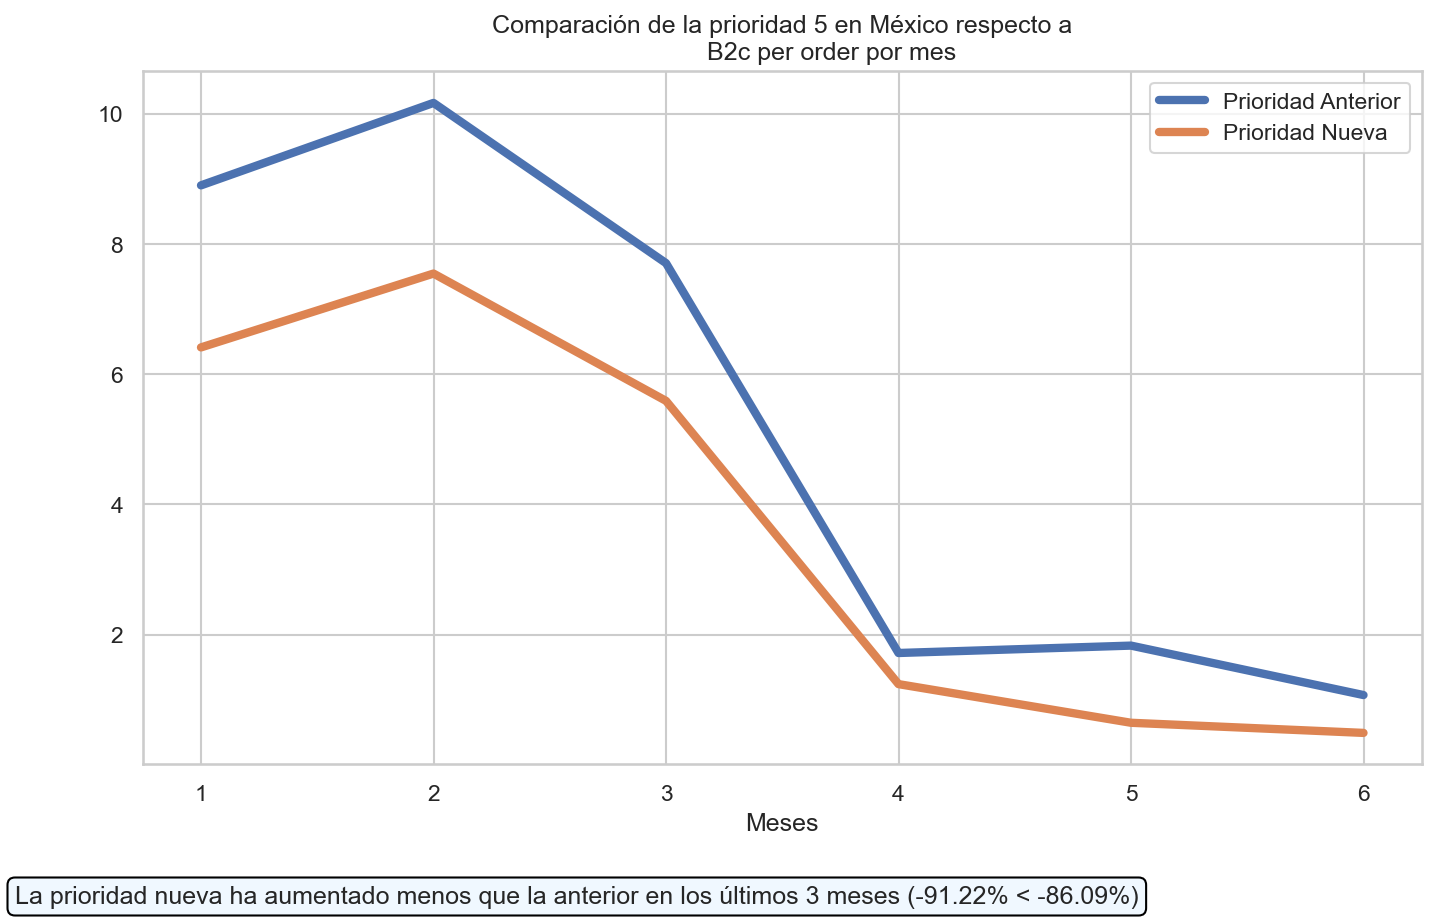 Comparación de la prioridad 5 en México respecto a
B2c per order por mes
Prioridad Anterior
Prioridad Nueva
10
8
6
4
2
1
2
3
4
5
6
Meses
La prioridad nueva ha aumentado menos que la anterior en los últimos 3 meses (-91.22% < -86.09%)